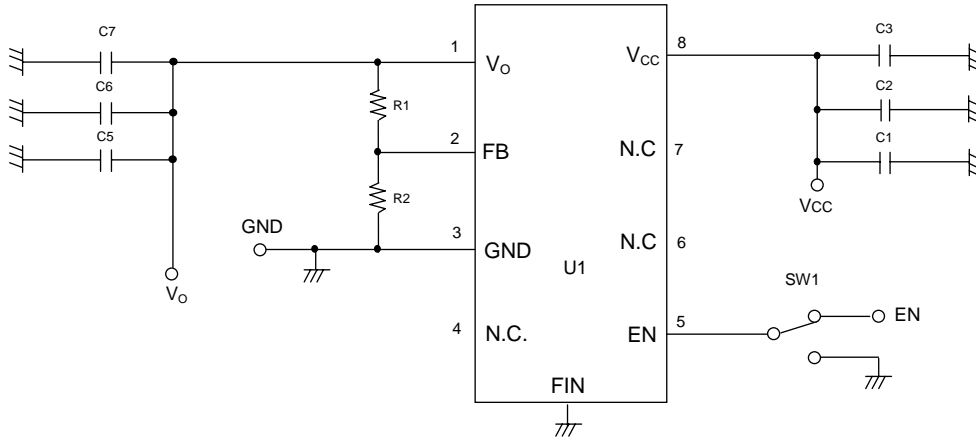 C7
C6
C5
VO
GND
R1
R2
1
2
3
4
VO
FB
GND
N.C.
U1
FIN
VCC
N.C
N.C
EN
8
7
6
5
C3
C2
C1
VCC
SW1
EN